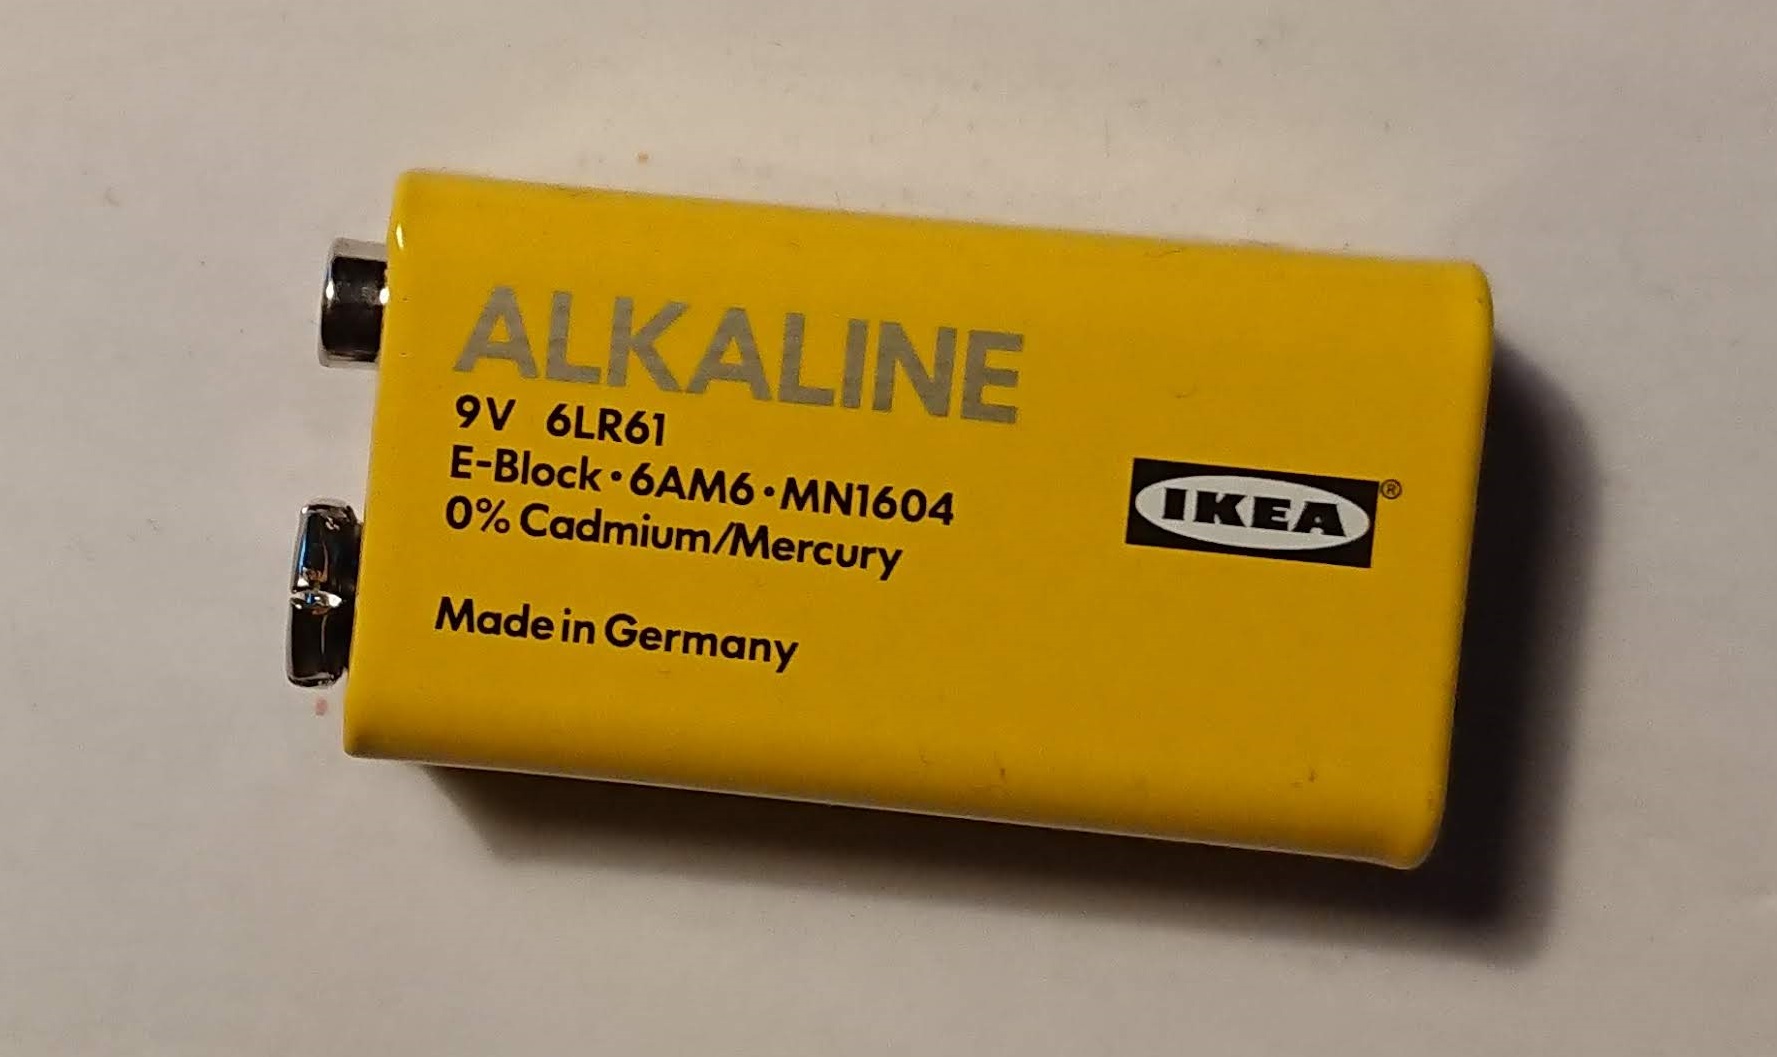 ALKALINE
9V 6LR61
E-Block · 6AM6 · MN1604
0% Cadmium/Mercury
Made in Germany
IKEA®